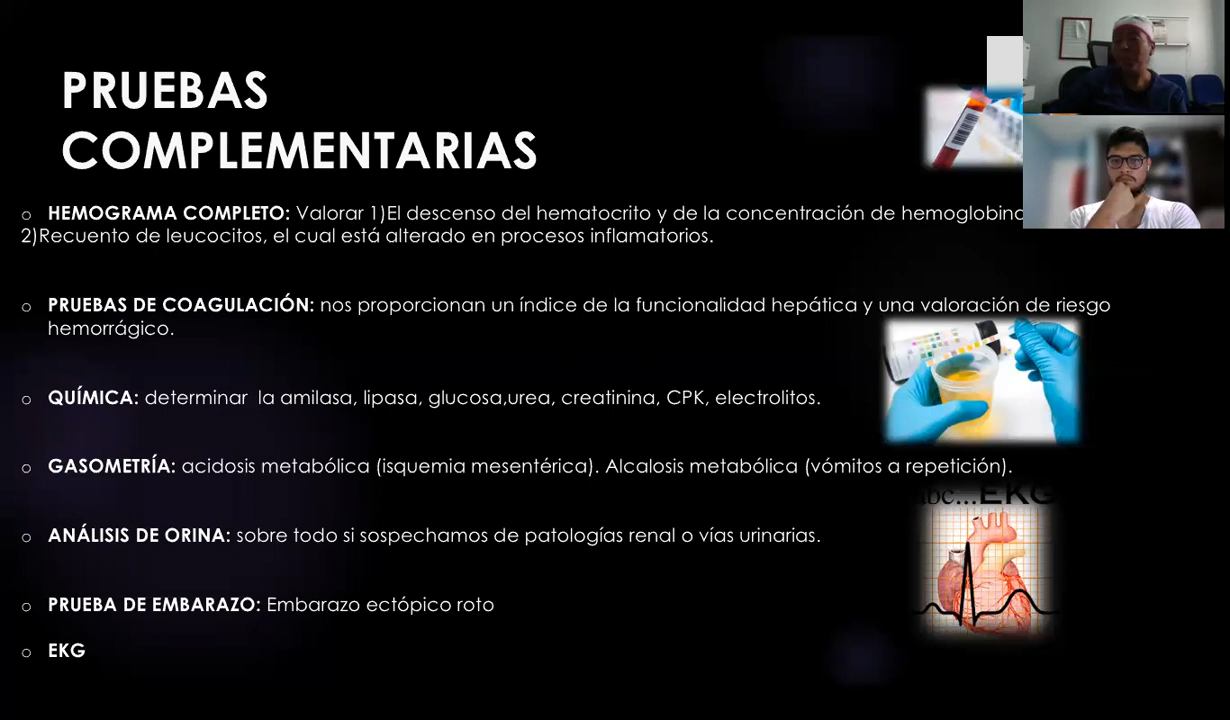 PRUEBAS
COMPLEMENTARIAS
HEMOGRAMA COMPLETO: Valorar 1)El descenso del hematocrito y de la concentración de hemoglobina
2)Recuento de leucocitos, el cual está alterado en procesos inflamatorios.
PRUEBAS DE COAGULACIÓN: nos proporcionan un índice de la funcionalidad hepática y una valoración de riesgo
hemorrágico.
QUÍMICA: determinar la amilasa, lipasa, glucosa,urea, creatinina, CPK, electrolitos.
GASOMETRÍA: acidosis metabólica (isquemia mesentérica). Alcalosis metabólica (vómitos a repetición).
abc...EKG
ANÁLISIS DE ORINA: sobre todo si sospechamos de patologías renal o vías urinarias.
PRUEBA DE EMBARAZO: Embarazo ectópico roto
EKG